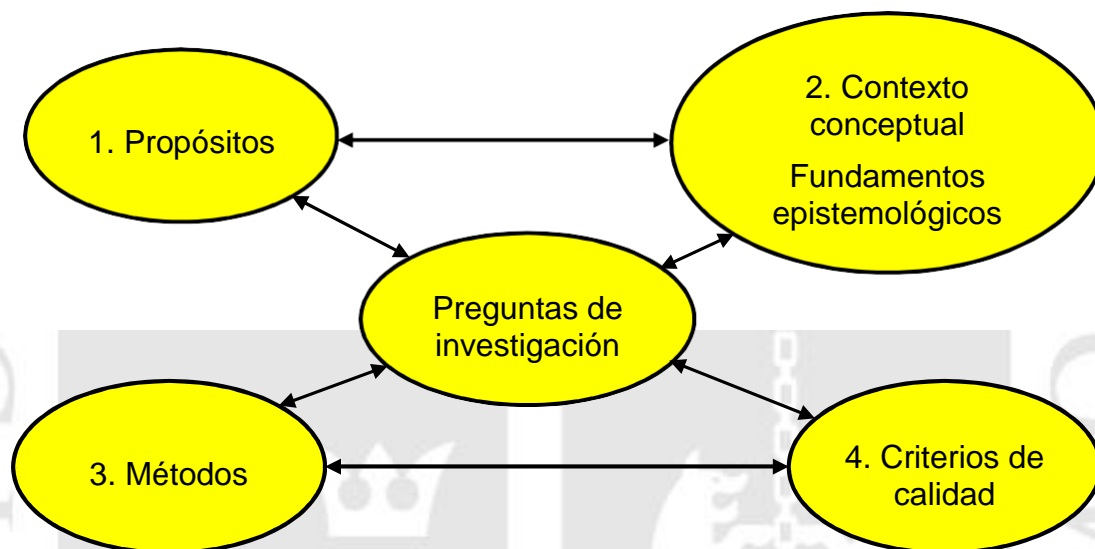 1. Propósitos
2. Contexto
conceptual
Fundamentos
epistemológicos
Preguntas de
investigación
3. Métodos
4. Criterios de
calidad